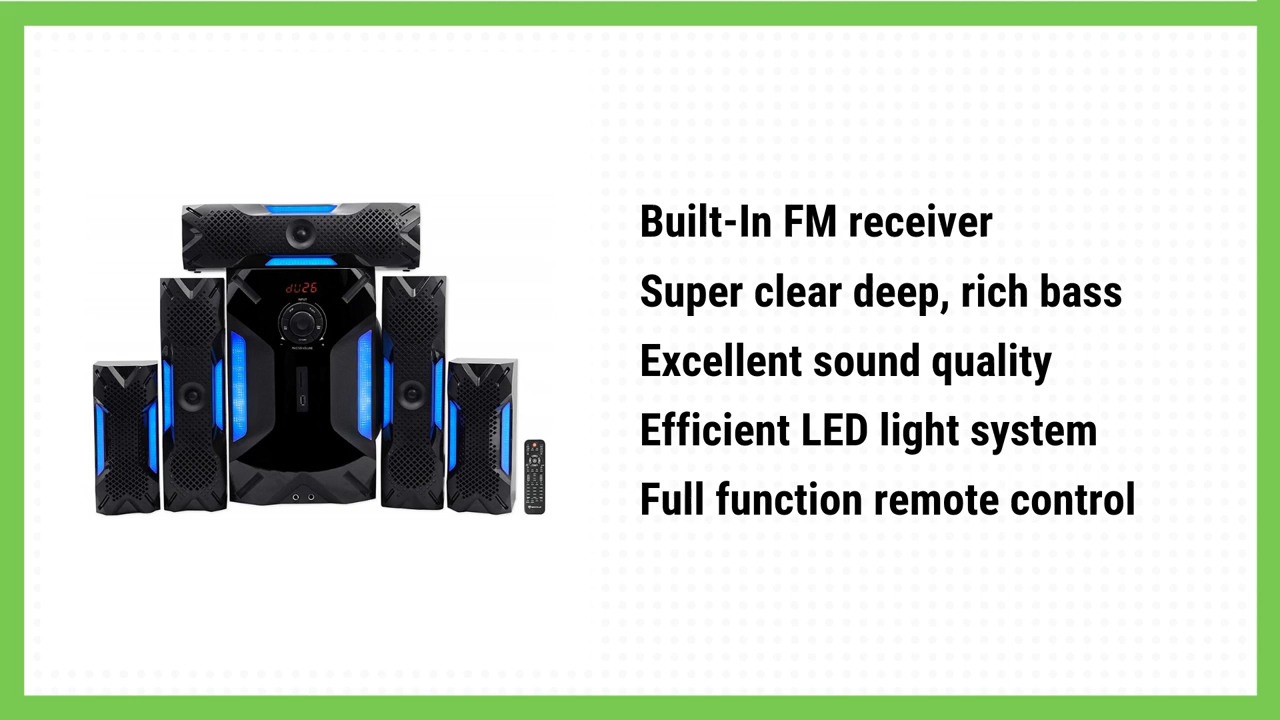 dU26
Built-In FM receiver
Super clear deep, rich bass
Excellent sound quality
Efficient LED light system
Full function remote control